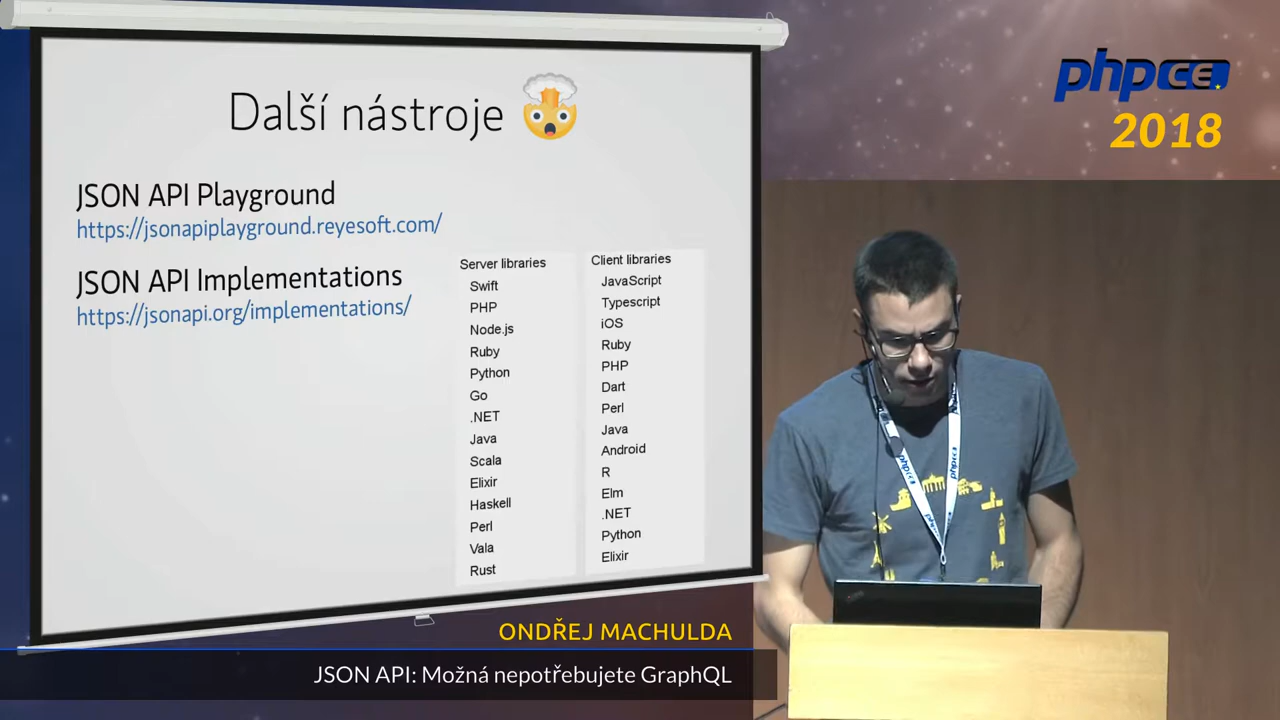 Další nástroje
JSON API Playground
https://jsonapiplayground.reyesoft.com/
JSON API Implementations
https://jsonapi.org/implementations/
Server libraries
Swift
PHP
Node.js
Ruby
Python
Go
.NET
Java
Scala
Elixir
Haskell
Perl
Vala
Rust
Client libraries
JavaScript
Typescript
iOS
Ruby
PHP
Dart
Perl
Java
Android
R
Elm
.NET
Python
Elixir
phpce
2018
phpce
phpce
ONDŘEJ MACHULDA
JSON API: Možná nepotřebujete GraphQL